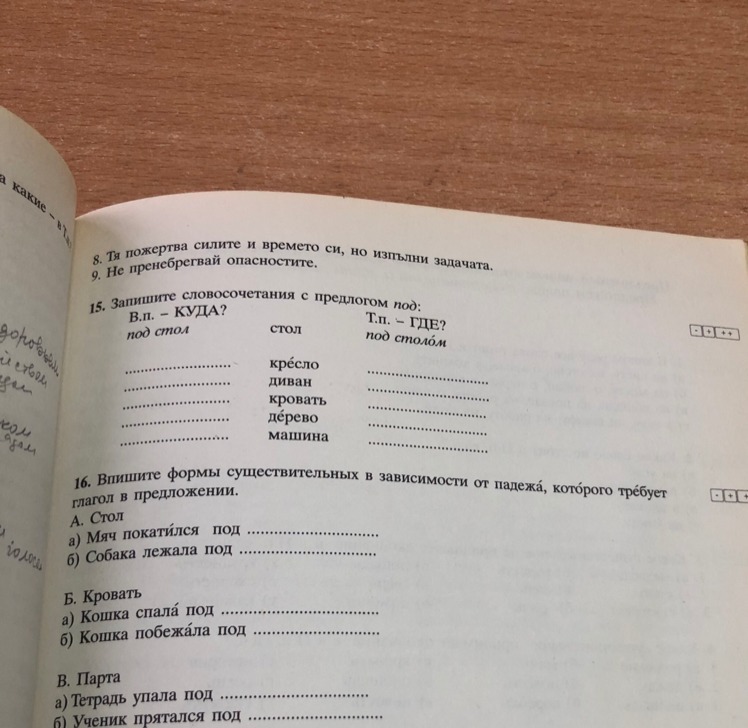 а какие – в Тв
8. Тя пожертва силите и времето си, но изпълни задачата.
9. Не пренебрегвай опасностите.
15. Запишите словосочетания с предлогом под:
В.п. – КУДА? Т.п. – ГДЕ?
под стол стол под столо́м
кре́сло
диван
кровать
де́рево
машина
16. Впишите формы существительных в зависимости от падежа́, кото́рого тре́бует
глагол в предложении.
А. Стол
а) Мяч покати́лся под
б) Собака лежала под
Б. Кровать
а) Кошка спала́ под
б) Кошка побежа́ла под
В. Парта
а) Тетрадь упала под
б) Ученик прятался под